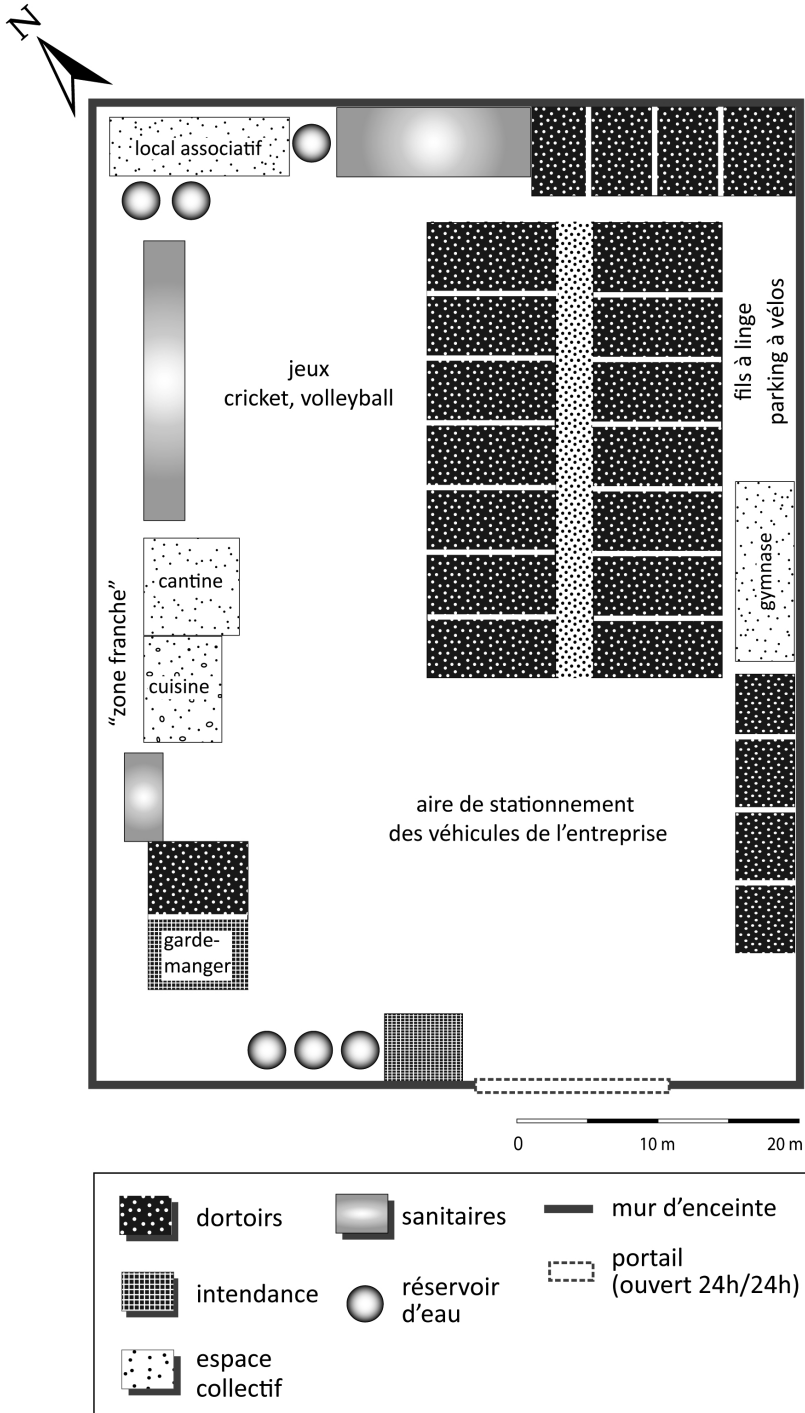 N
local associatif
jeux
cricket, volleyball
fils à linge
parking à vélos
cantine
gymnase
“zone franche”
cuisine
aire de stationnement
des véhicules de l’entreprise
garde-
manger
0
10 m
20 m
dortoirs
sanitaires
mur d’enceinte
intendance
réservoir
d’eau
portail
(ouvert 24h/24h)
espace
collectif